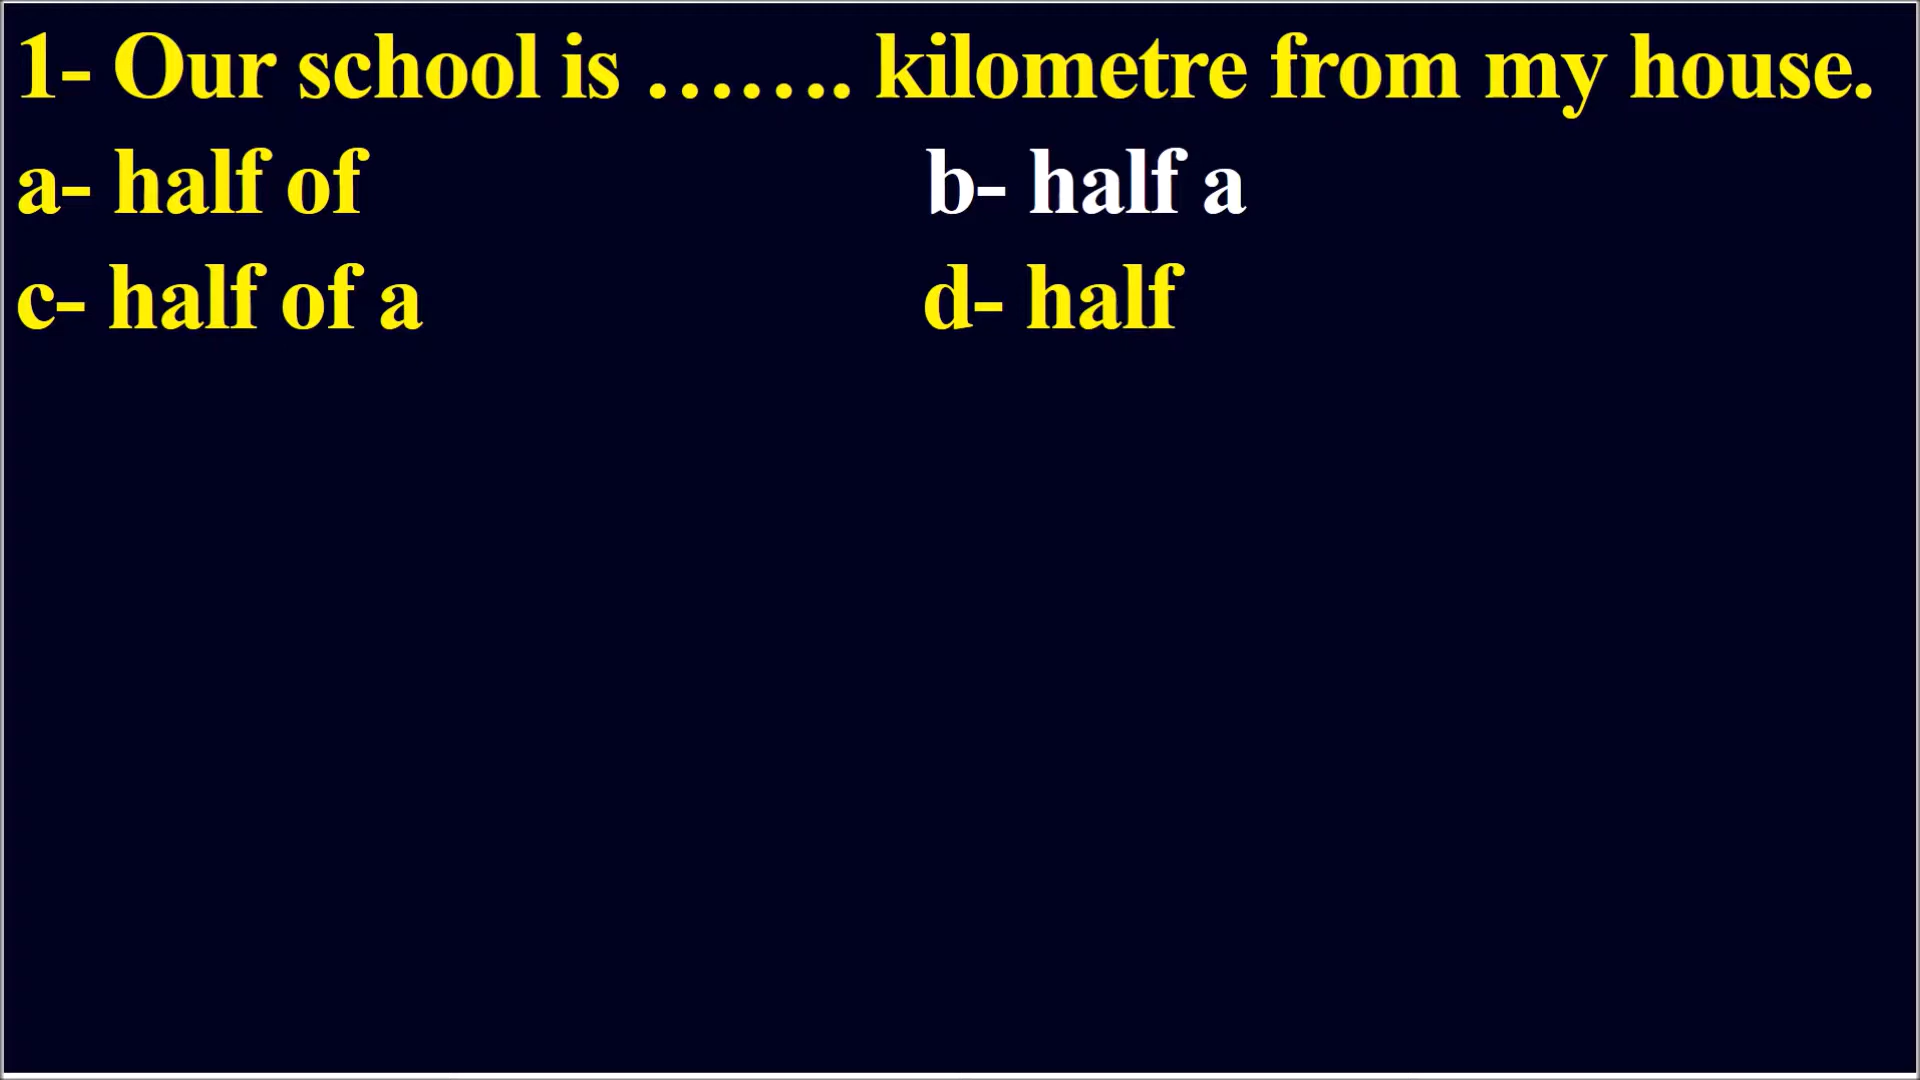 1- Our school is ……. kilometre from my house.
a- half of b- half a
c- half of a d- half